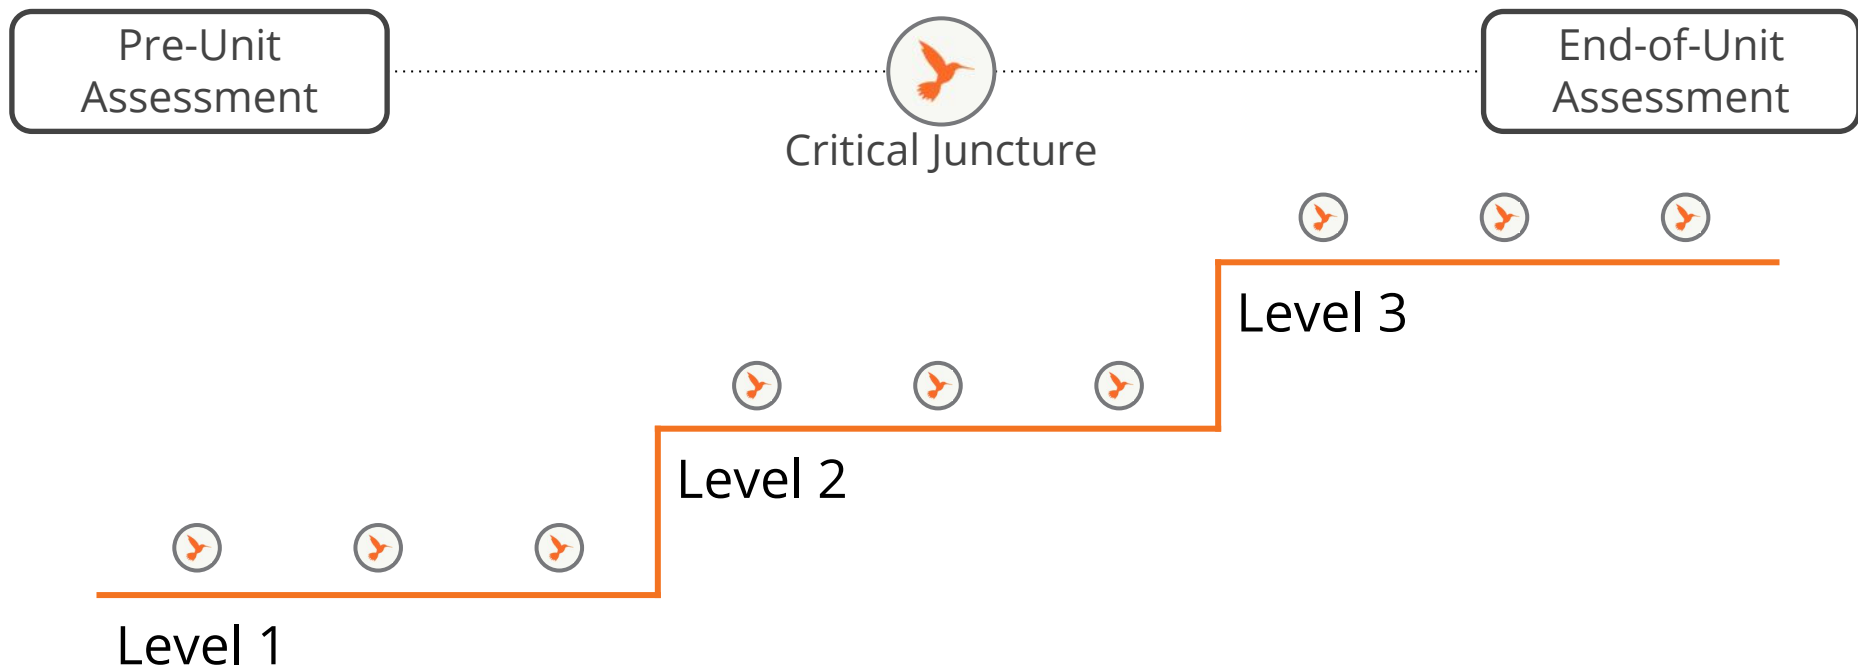 Pre-Unit
Assessment
End-of-Unit
Assessment
Critical Juncture
Level 3
Level 2
Level 1